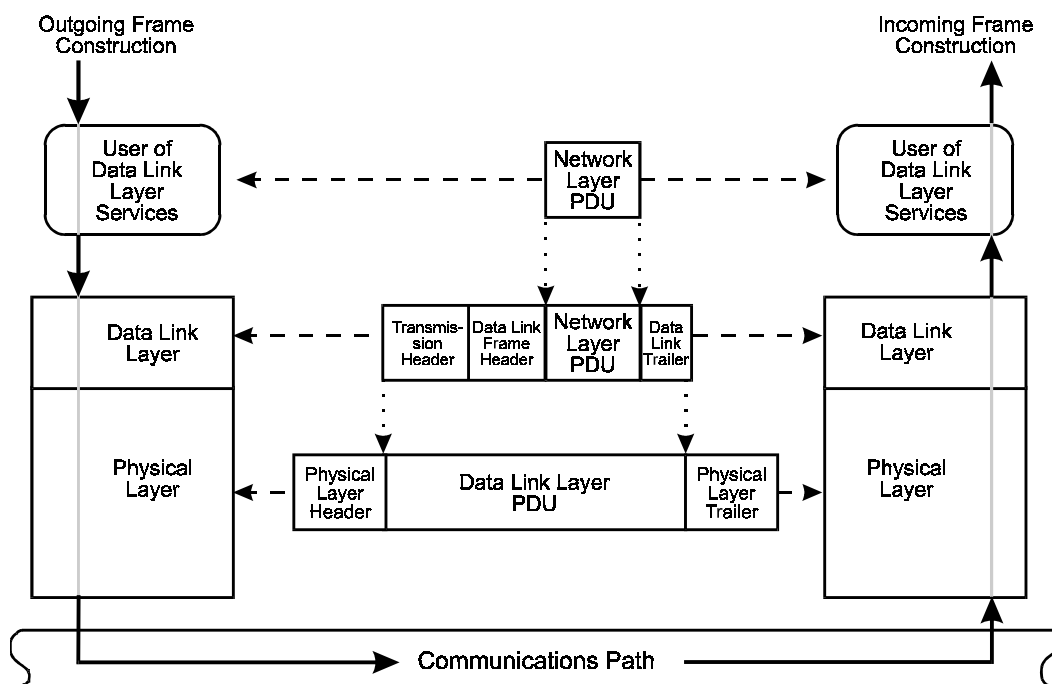 Outgoing Frame
Construction
Incoming Frame
Construction
User of
Data Link
Layer
Services
Network
Layer
PDU
User of
Data Link
Layer
Services
Data Link
Layer
Transmis-
sion
Header
Data Link
Frame
Header
Network
Layer
PDU
Data
Link
Trailer
Data Link
Layer
Physical
Layer
Physical
Layer
Header
Data Link Layer
PDU
Physical
Layer
Trailer
Physical
Layer
Communications Path